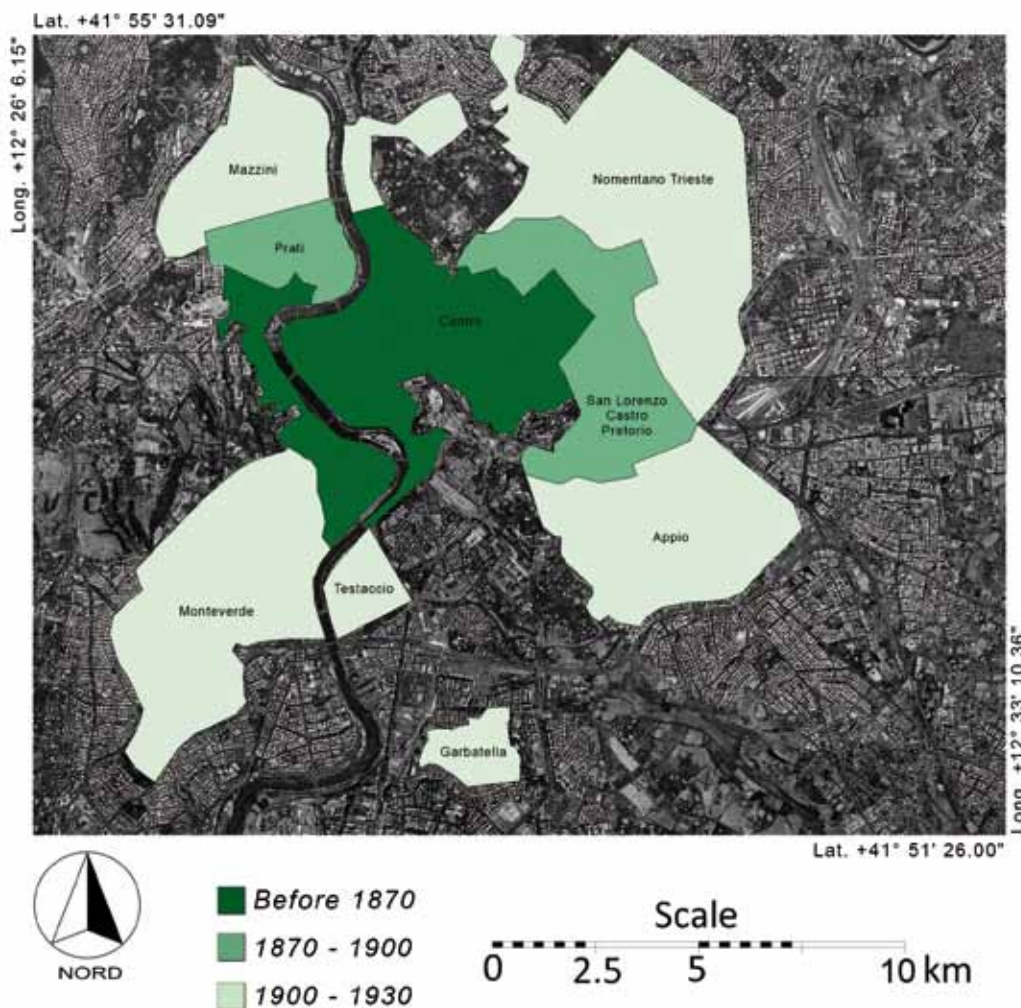 Lat. +41° 55' 31.09"
Long. +12° 26' 6.15"
Mazzini
Nomentano Trieste
Prati
Centro
San Lorenzo
Castro
Pretorio
Appio
Testaccio
Monteverde
Garbatella
Long. +12° 33' 10.36"
Lat. +41° 51' 26.00"
NORD
Before 1870
1870 - 1900
1900 - 1930
Scale
0 2.5 5 10 km